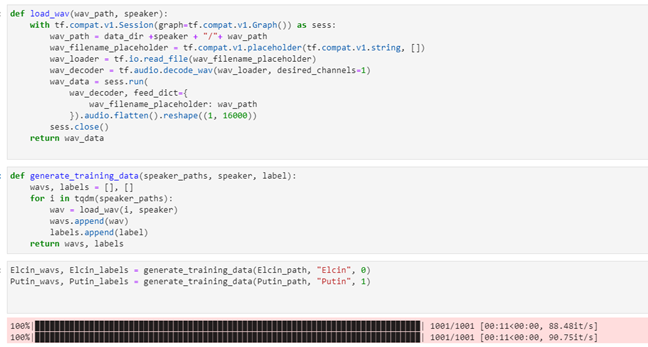 def load_wav(wav_path, speaker):
    with tf.compat.v1.Session(graph=tf.compat.v1.Graph()) as sess:
        wav_path = data_dir +speaker + "/"+ wav_path
        wav_filename_placeholder = tf.compat.v1.placeholder(tf.compat.v1.string, [])
        wav_loader = tf.io.read_file(wav_filename_placeholder)
        wav_decoder = tf.audio.decode_wav(wav_loader, desired_channels=1)
        wav_data = sess.run(
            wav_decoder, feed_dict={
                wav_filename_placeholder: wav_path
            }).audio.flatten().reshape((1, 16000))
        sess.close()
    return wav_data
def generate_training_data(speaker_paths, speaker, label):
    wavs, labels = [], []
    for i in tqdm(speaker_paths):
        wav = load_wav(i, speaker)
        wavs.append(wav)
        labels.append(label)
    return wavs, labels
Elcin_wavs, Elcin_labels = generate_training_data(Elcin_path, "Elcin", 0)
Putin_wavs, Putin_labels = generate_training_data(Putin_path, "Putin", 1)
100%| | 1001/1001 [00:11<00:00, 88.48it/s]
100%| | 1001/1001 [00:11<00:00, 90.75it/s]